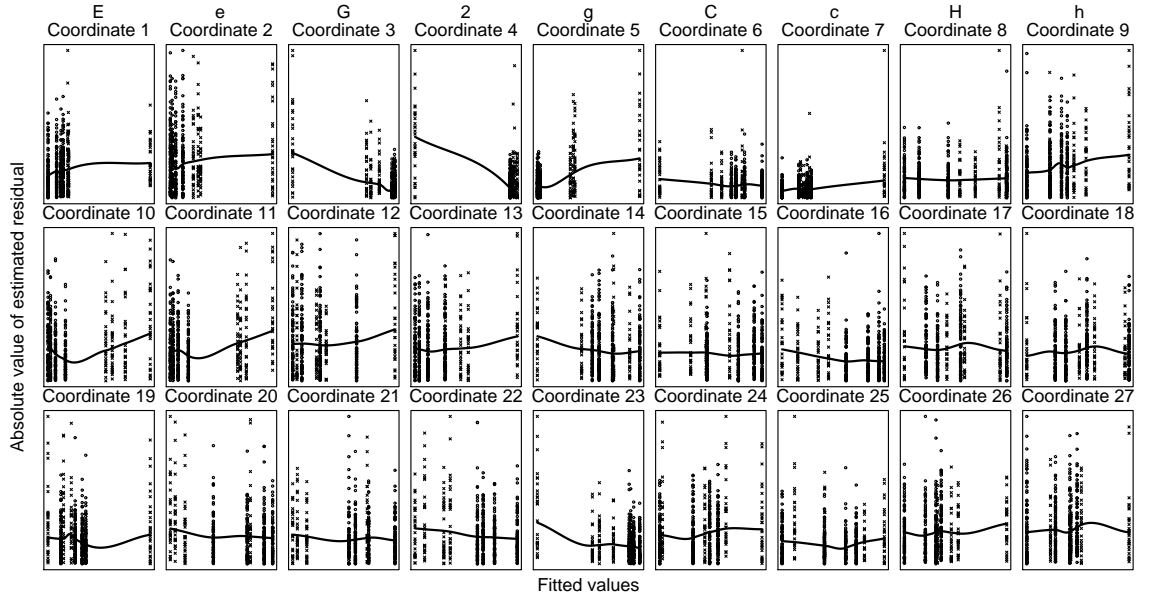 E e G 2 g C c H h
Coordinate 1 Coordinate 2 Coordinate 3 Coordinate 4 Coordinate 5 Coordinate 6 Coordinate 7 Coordinate 8 Coordinate 9
Coordinate 10 Coordinate 11 Coordinate 12 Coordinate 13 Coordinate 14 Coordinate 15 Coordinate 16 Coordinate 17 Coordinate 18
Coordinate 19 Coordinate 20 Coordinate 21 Coordinate 22 Coordinate 23 Coordinate 24 Coordinate 25 Coordinate 26 Coordinate 27
Absolute value of estimated residual
Fitted values